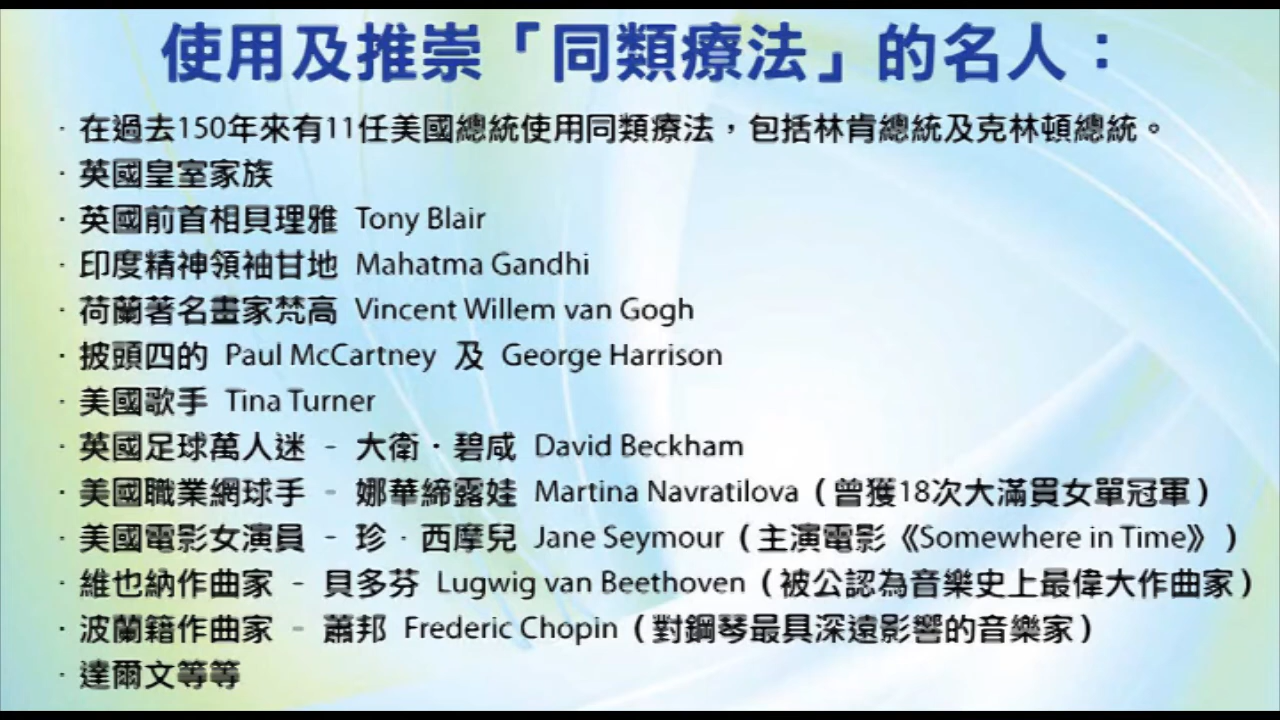 使用及推崇「同類療法」的名人：
· 在過去150年來有11任美國總統使用同類療法，包括林肯總統及克林頓總統。
· 英國皇室家族
· 英國前首相貝理雅 Tony Blair
· 印度精神領袖甘地 Mahatma Gandhi
· 荷蘭著名畫家梵高 Vincent Willem van Gogh
· 披頭四的 Paul McCartney 及 George Harrison
· 美國歌手 Tina Turner
· 英國足球萬人迷 - 大衛·碧咸 David Beckham
· 美國職業網球手 - 娜華締露娃 Martina Navratilova（曾獲18次大滿買女單冠軍）
· 美國電影女演員 - 珍·西摩兒 Jane Seymour（主演電影《Somewhere in Time》）
· 維也納作曲家 - 貝多芬 Lugwig van Beethoven（被公認為音樂史上最偉大作曲家）
· 波蘭籍作曲家 - 蕭邦 Frederic Chopin（對鋼琴最具深遠影響的音樂家）
· 達爾文等等